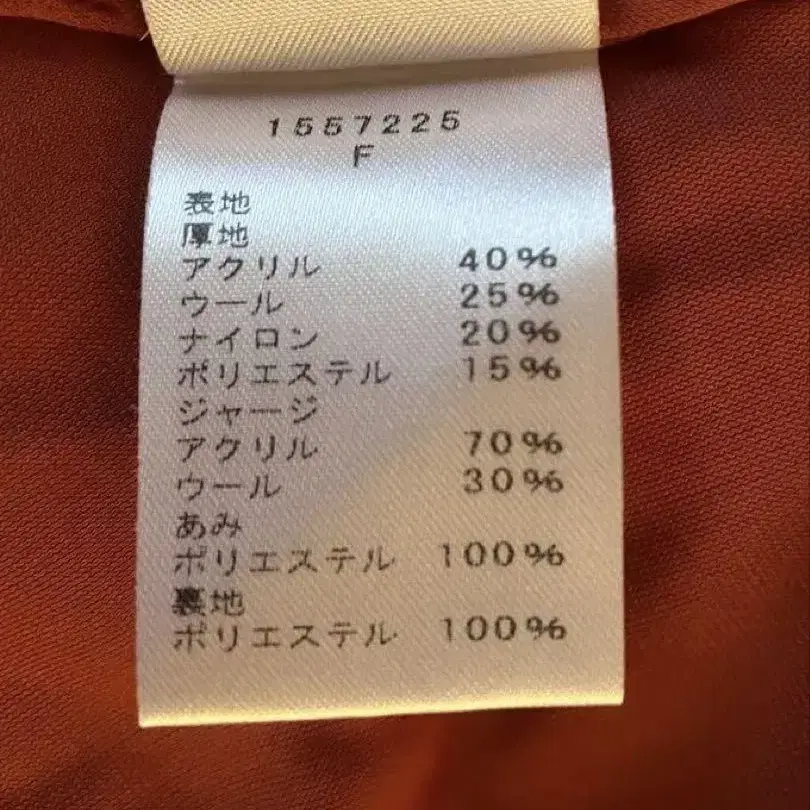 1557225
F
表地
厚地
アクリル 40%
ウール 25%
ナイロン 20%
ポリエステル 15%
ジャージ
アクリル 70%
ウール 30%
あみ
ポリエステル 100%
裏地
ポリエステル 100%